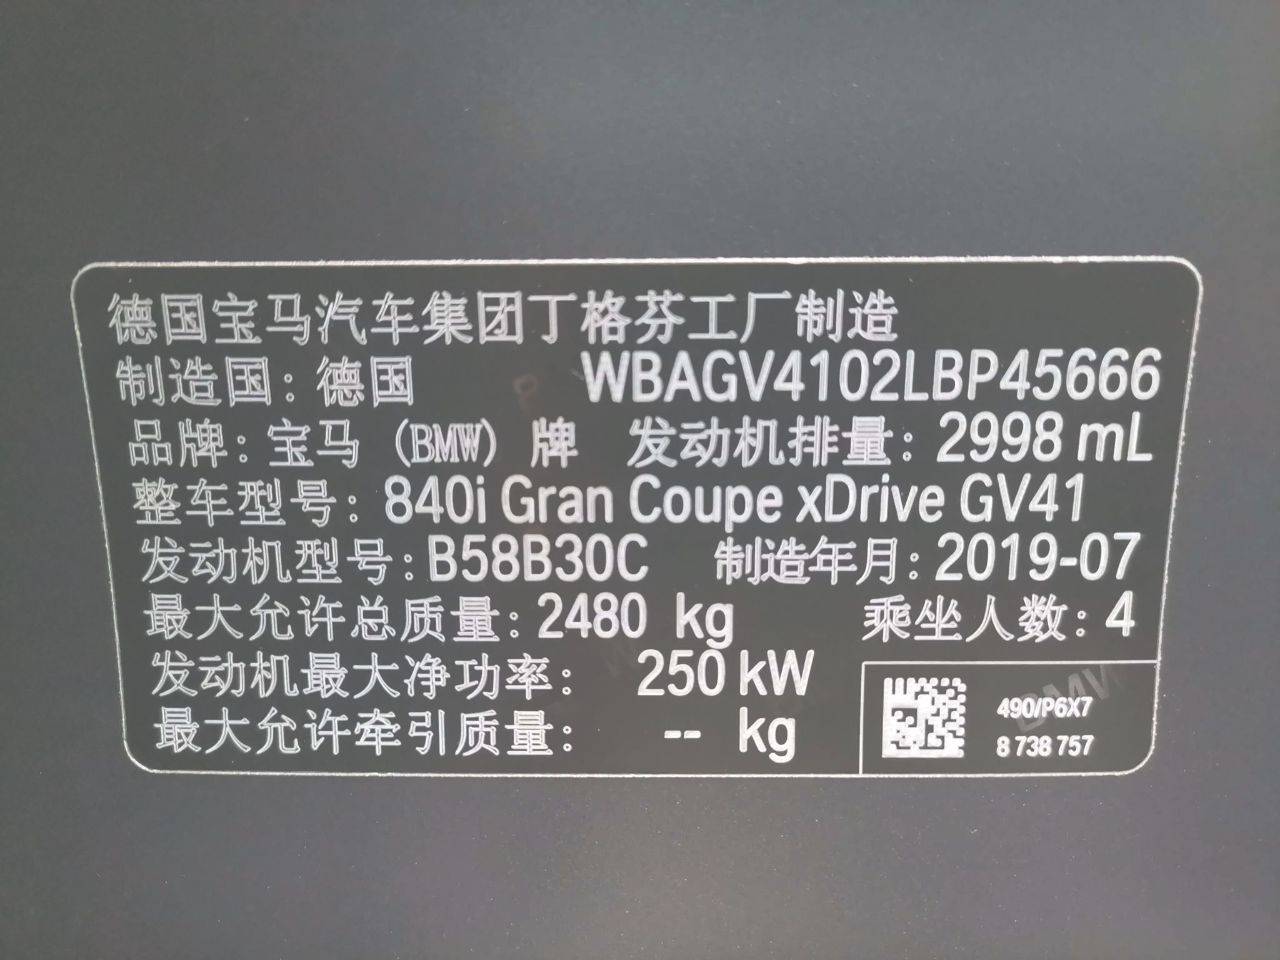 德国宝马汽车集团丁格芬工厂制造
制造国：德国 WBAGV4102LBP45666
品牌：宝马（BMW）牌 发动机排量：2998 mL
整车型号：840i Gran Coupe xDrive GV41
发动机型号：B58B30C 制造年月：2019-07
最大允许总质量：2480 kg 乘坐人数：4
发动机最大净功率： 250 kW
最大允许牵引质量： -- kg
490/P6X7
8 738 757
BMW